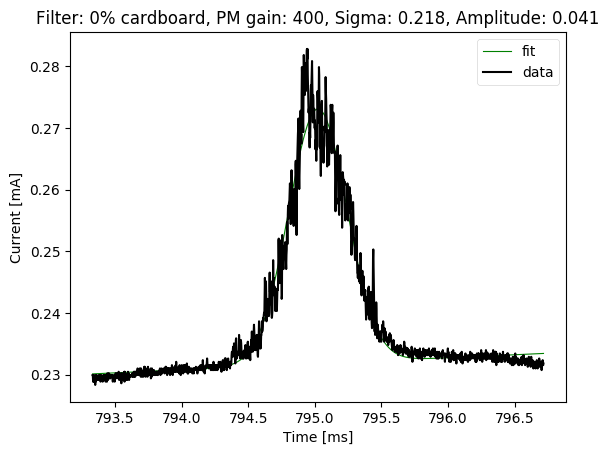 Filter: 0% cardboard, PM gain: 400, Sigma: 0.218, Amplitude: 0.041
fit
data
0.28
0.27
0.26
0.25
0.24
0.23
Current [mA]
793.5 794.0 794.5 795.0 795.5 796.0 796.5
Time [ms]